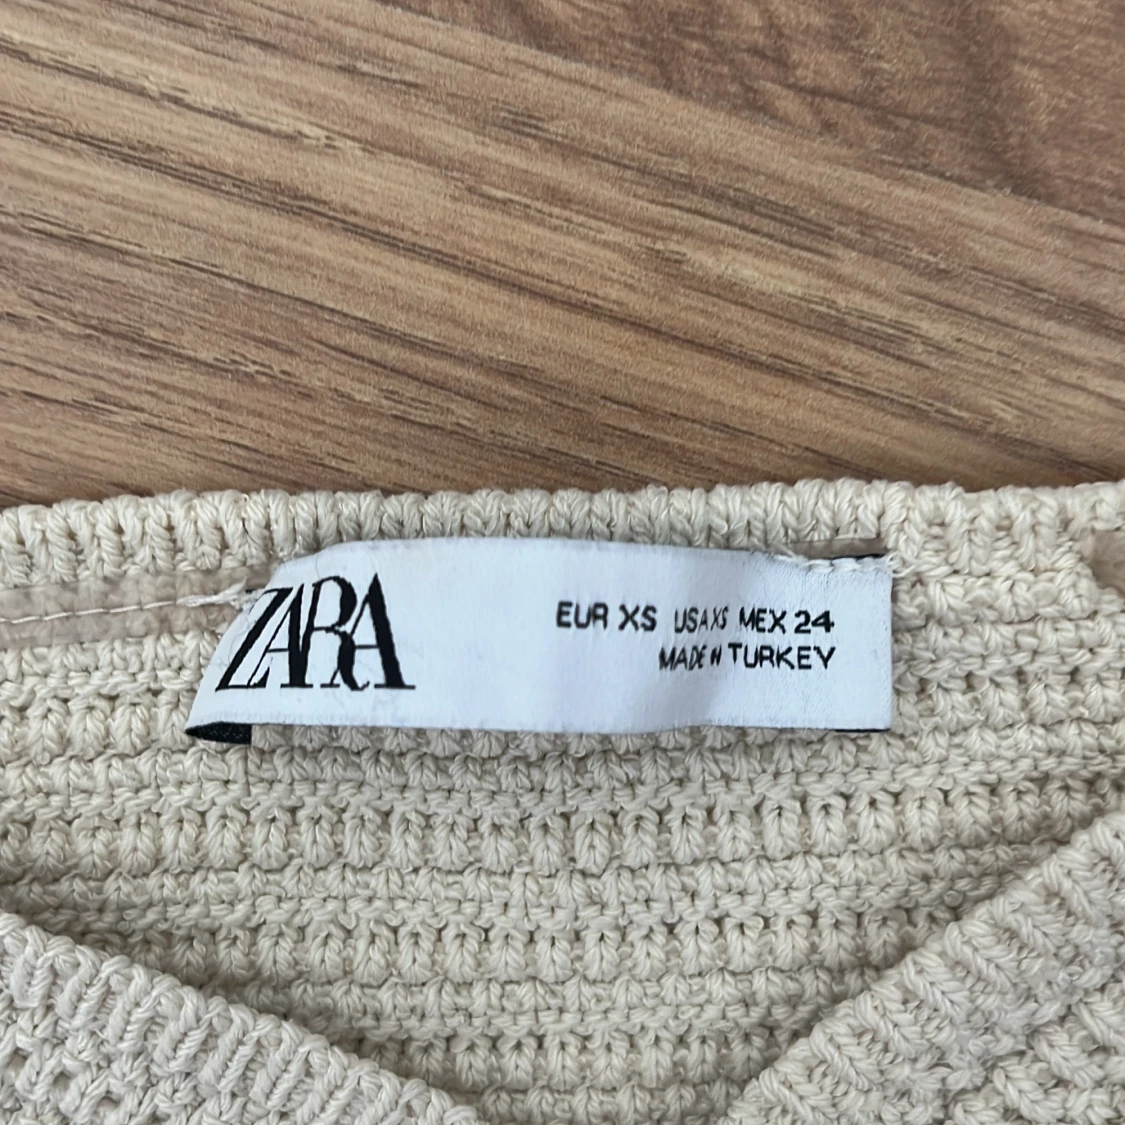 ZARA
EUR XS USA XS MEX 24
MADE IN TURKEY